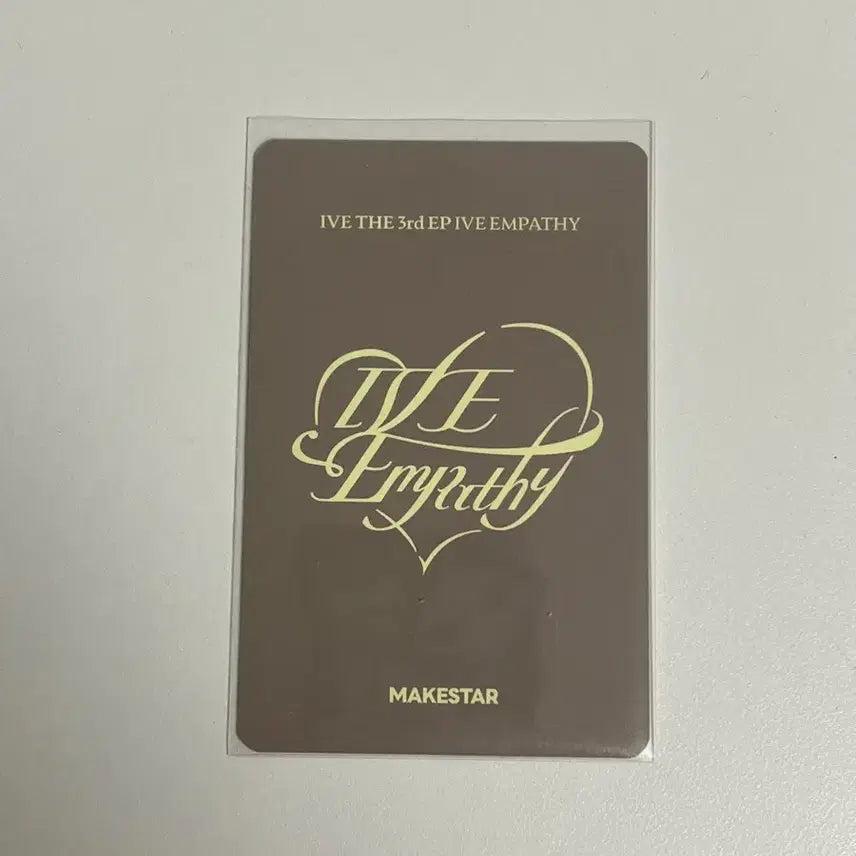 IVE THE 3rd EP IVE EMPATHY
IVE
Empathy
MAKESTAR